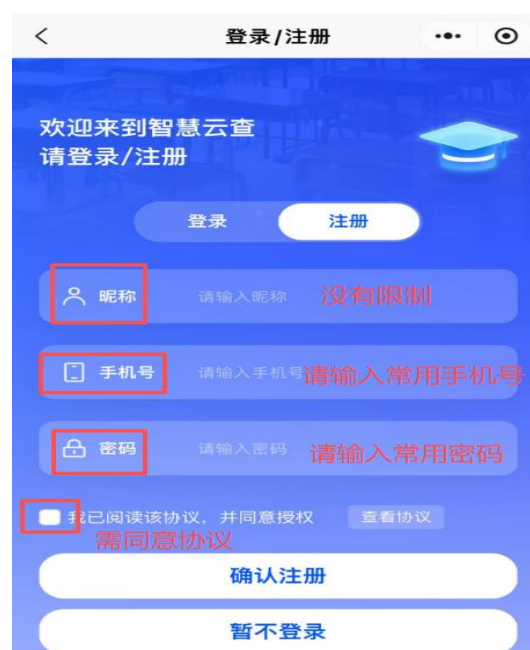 登录/注册
欢迎来到智慧云查
请登录/注册
登录 注册
昵称 请输入昵称 没有限制
手机号 请输入手机号 请输入常用手机号
密码 请输入密码 请输入常用密码
我已阅读该协议，并同意授权 查看协议
需同意协议
确认注册
暂不登录